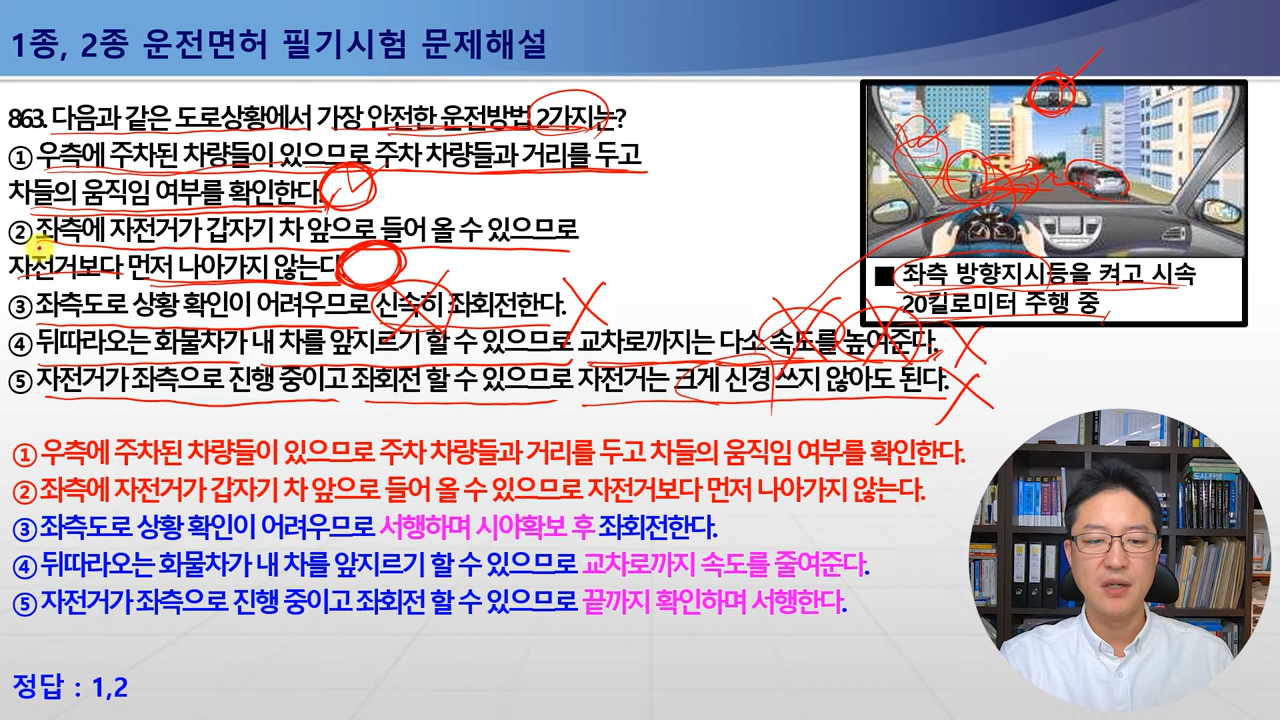 1종, 2종 운전면허 필기시험 문제해설
863. 다음과 같은 도로상황에서 가장 안전한 운전방법 2가지는?
① 우측에 주차된 차량들이 있으므로 주차 차량들과 거리를 두고
차들의 움직임 여부를 확인한다.
② 좌측에 자전거가 갑자기 차 앞으로 들어 올 수 있으므로
자전거보다 먼저 나아가지 않는다.
③ 좌측도로 상황 확인이 어려우므로 신속히 좌회전한다.
④ 뒤따라오는 화물차가 내 차를 앞지르기 할 수 있으므로 교차로까지는 다소 속도를 높여준다.
⑤ 자전거가 좌측으로 진행 중이고 좌회전 할 수 있으므로 자전거는 크게 신경 쓰지 않아도 된다.
■ 좌측 방향지시등을 켜고 시속
20킬로미터 주행 중
① 우측에 주차된 차량들이 있으므로 주차 차량들과 거리를 두고 차들의 움직임 여부를 확인한다.
② 좌측에 자전거가 갑자기 차 앞으로 들어 올 수 있으므로 자전거보다 먼저 나아가지 않는다.
③ 좌측도로 상황 확인이 어려우므로 서행하며 시야확보 후 좌회전한다.
④ 뒤따라오는 화물차가 내 차를 앞지르기 할 수 있으므로 교차로까지 속도를 줄여준다.
⑤ 자전거가 좌측으로 진행 중이고 좌회전 할 수 있으므로 끝까지 확인하며 서행한다.
정답 : 1,2